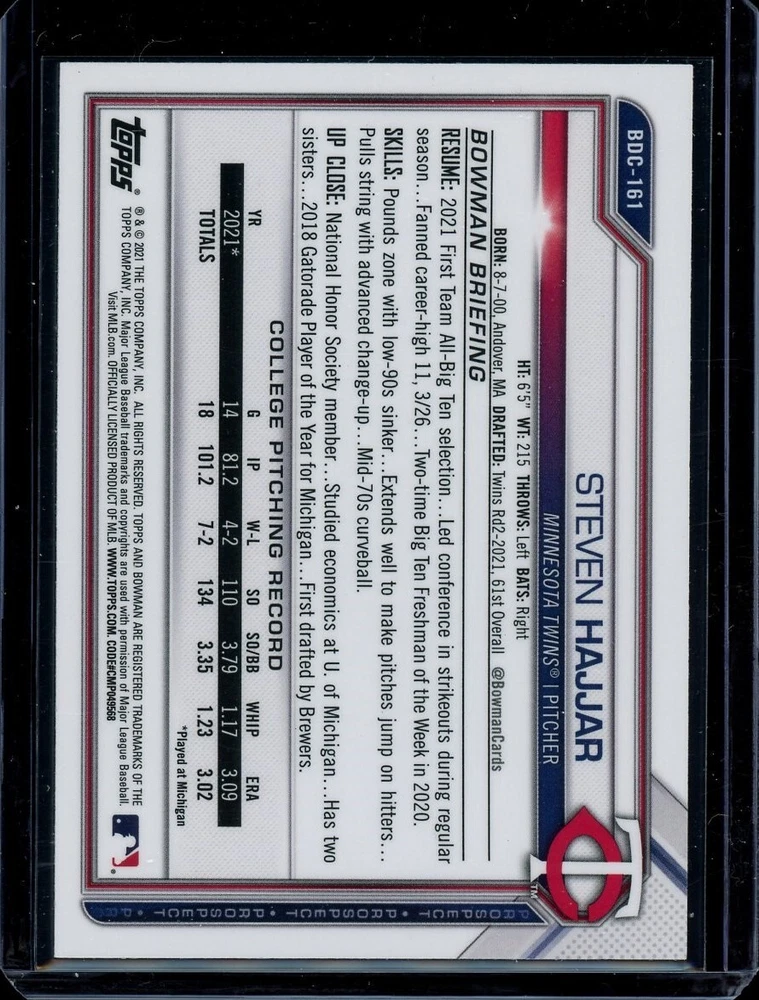 BDC-161
STEVEN HAJJAR
MINNESOTA TWINS® | PITCHER
TC™
HT: 6'5" WT: 215 THROWS: Left BATS: Right
BORN: 8-7-00, Andover, MA DRAFTED: Twins Rd2-2021, 61st Overall @BowmanCards
BOWMAN BRIEFING
RESUME: 2021 First Team All-Big Ten selection...Led conference in strikeouts during regular
season...Fanned career-high 11, 3/26...Two-time Big Ten Freshman of the Week in 2020.
SKILLS: Pounds zone with low-90s sinker...Extends well to make pitches jump on hitters...
Pulls string with advanced change-up...Mid-70s curveball.
UP CLOSE: National Honor Society member...Studied economics at U. of Michigan...Has two
sisters...2018 Gatorade Player of the Year for Michigan...First drafted by Brewers.
COLLEGE PITCHING RECORD
YR G IP W-L SO SO/BB WHIP ERA
2021* 14 81.2 4-2 110 3.79 1.17 3.09
TOTALS 18 101.2 7-2 134 3.35 1.23 3.02
*Played at Michigan
topps®
® & © 2021 THE TOPPS COMPANY, INC. ALL RIGHTS RESERVED. TOPPS AND BOWMAN ARE REGISTERED TRADEMARKS OF THE
TOPPS COMPANY, INC. Major League Baseball trademarks and copyrights are used with permission of Major League Baseball.
Visit MLB.com. OFFICIALLY LICENSED PRODUCT OF MLB. WWW.TOPPS.COM. CODE#CMP049568
PROSPECT • PROSPECT • PROSPECT • PR